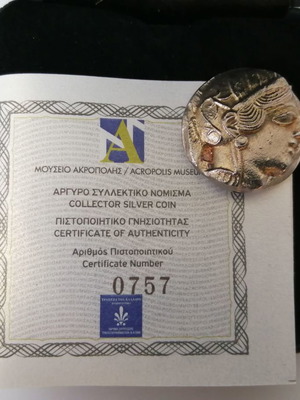 ΜΟΥΣΕΙΟ ΑΚΡΟΠΟΛΗΣ / ACROPOLIS MUSEU
ΑΡΓΥΡΟ ΣΥΛΛΕΚΤΙΚΟ ΝΟΜΙΣΜΑ
COLLECTOR SILVER COIN
ΠΙΣΤΟΠΟΙΗΤΙΚΟ ΓΝΗΣΙΟΤΗΤΑΣ
CERTIFICATE OF AUTHENTICITY
Αριθμός Πιστοποιητικού
Certificate Number
0757